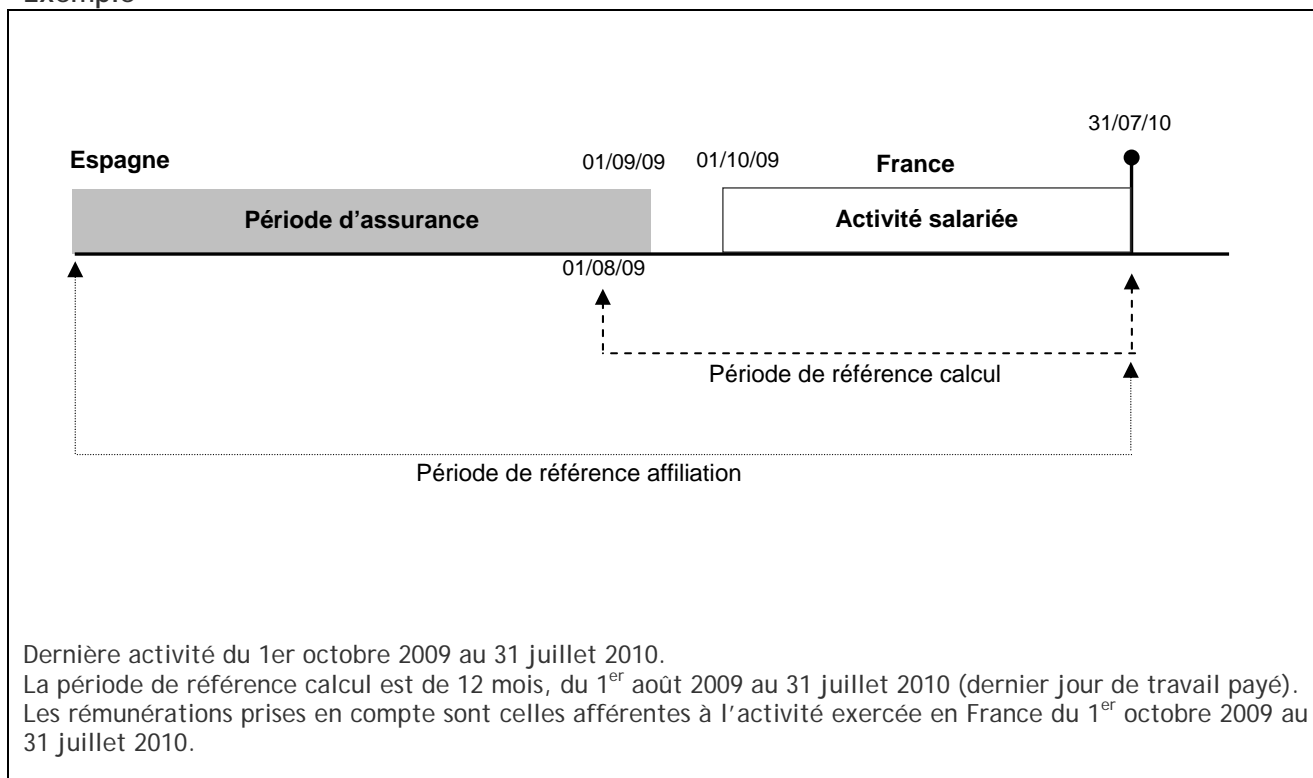 Exemple
31/07/10
Espagne
01/09/09
01/10/09
France
Période d’assurance
Activité salariée
01/08/09
Période de référence calcul
Période de référence affiliation
Dernière activité du 1er octobre 2009 au 31 juillet 2010.
La période de référence calcul est de 12 mois, du 1er août 2009 au 31 juillet 2010 (dernier jour de travail payé).
Les rémunérations prises en compte sont celles afférentes à l’activité exercée en France du 1er octobre 2009 au
31 juillet 2010.